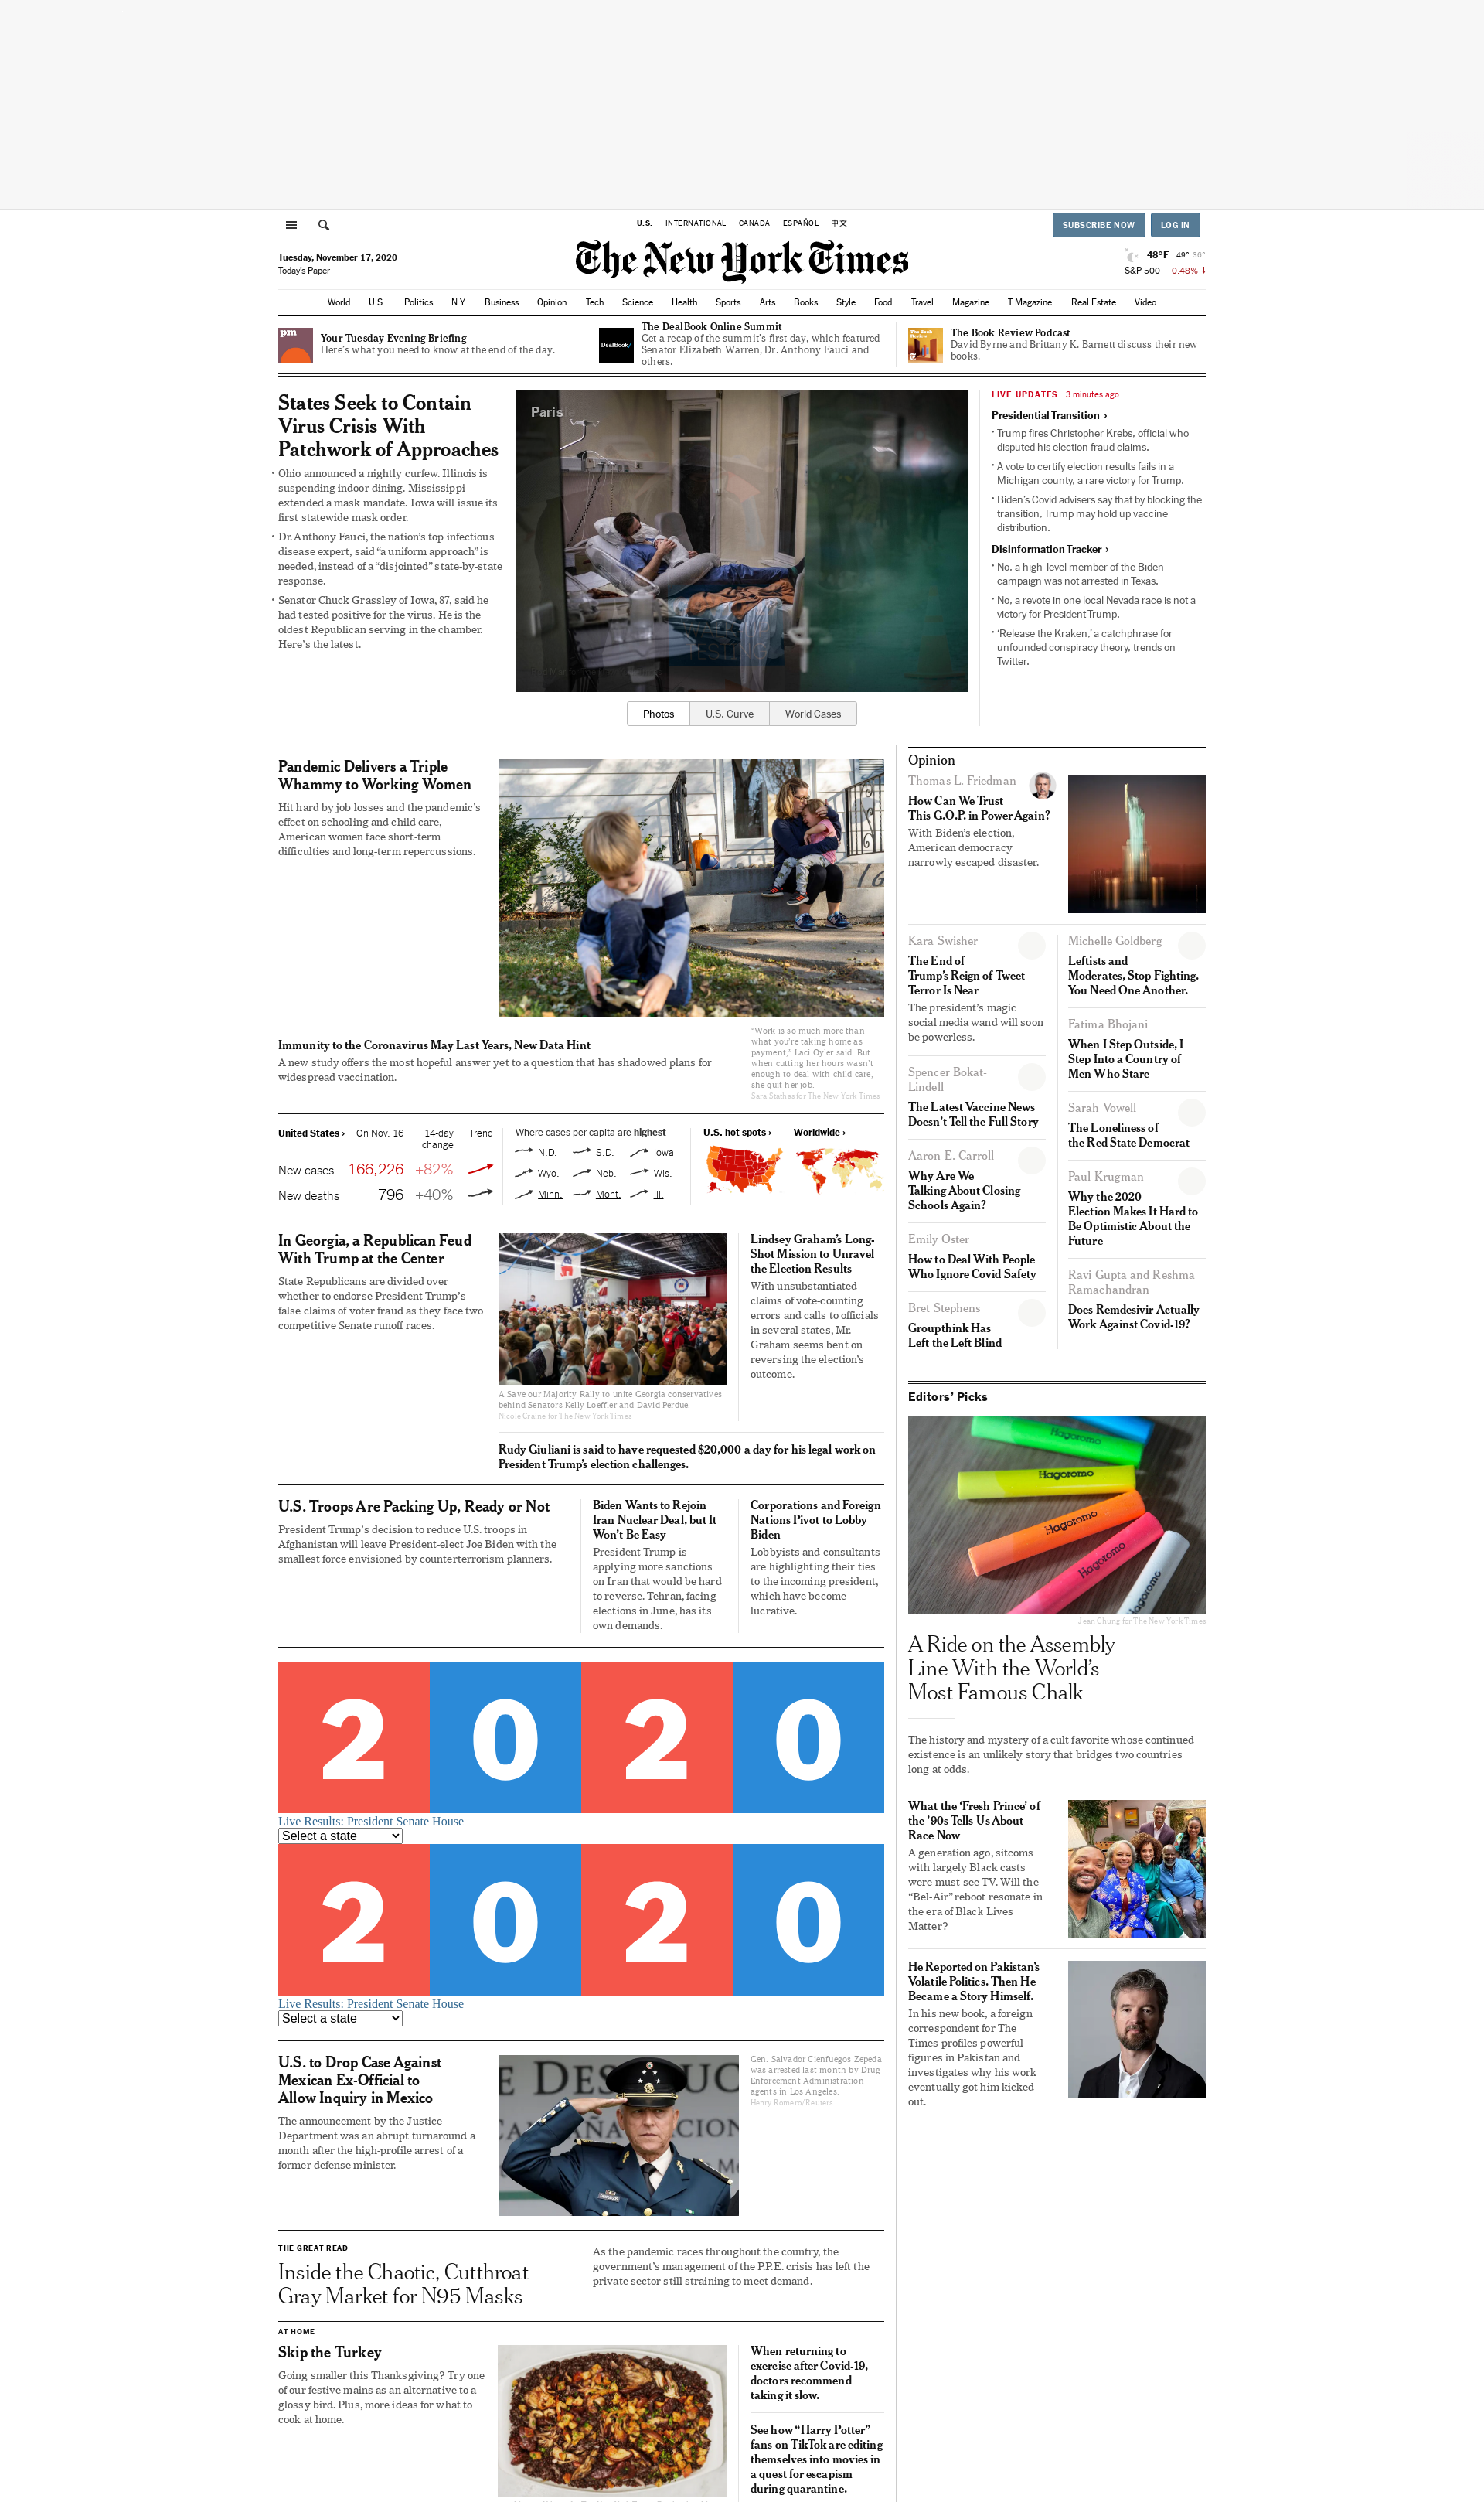 U.S. INTERNATIONAL CANADA ESPAÑOL 中文
SUBSCRIBE NOW LOG IN
Tuesday, November 17, 2020
Today's Paper
The New York Times
48°F 49° 36°
S&P 500 -0.48%
World U.S. Politics N.Y. Business Opinion Tech Science Health Sports Arts Books Style Food Travel Magazine T Magazine Real Estate Video
pm
Your Tuesday Evening Briefing
Here's what you need to know at the end of the day.
DealBook
The DealBook Online Summit
Get a recap of the summit's first day, which featured
Senator Elizabeth Warren, Dr. Anthony Fauci and
others.
The Book Review Podcast
David Byrne and Brittany K. Barnett discuss their new
books.
States Seek to Contain
Virus Crisis With
Patchwork of Approaches
• Ohio announced a nightly curfew. Illinois is
suspending indoor dining. Mississippi
extended a mask mandate. Iowa will issue its
first statewide mask order.
• Dr. Anthony Fauci, the nation's top infectious
disease expert, said “a uniform approach” is
needed, instead of a “disjointed” state-by-state
response.
• Senator Chuck Grassley of Iowa, 87, said he
had tested positive for the virus. He is the
oldest Republican serving in the chamber.
Here's the latest.
Paris
Photos U.S. Curve World Cases
LIVE UPDATES 3 minutes ago
Presidential Transition ›
• Trump fires Christopher Krebs, official who
disputed his election fraud claims.
• A vote to certify election results fails in a
Michigan county, a rare victory for Trump.
• Biden's Covid advisers say that by blocking the
transition, Trump may hold up vaccine
distribution.
Disinformation Tracker ›
• No, a high-level member of the Biden
campaign was not arrested in Texas.
• No, a revote in one local Nevada race is not a
victory for President Trump.
• ‘Release the Kraken,’ a catchphrase for
unfounded conspiracy theory, trends on
Twitter.
Pandemic Delivers a Triple
Whammy to Working Women
Hit hard by job losses and the pandemic's
effect on schooling and child care,
American women face short-term
difficulties and long-term repercussions.
Immunity to the Coronavirus May Last Years, New Data Hint
A new study offers the most hopeful answer yet to a question that has shadowed plans for
widespread vaccination.
“Work is so much more than
what you're taking home as
payment,” Laci Oyler said. But
when cutting her hours wasn't
enough to deal with child care,
she quit her job.
Sara Stathas for The New York Times
United States › On Nov. 16 14-day change Trend
New cases 166,226 +82%
New deaths 796 +40%
Where cases per capita are highest
N.D. S.D. Iowa
Wyo. Neb. Wis.
Minn. Mont. Ill.
U.S. hot spots › Worldwide ›
In Georgia, a Republican Feud
With Trump at the Center
State Republicans are divided over
whether to endorse President Trump's
false claims of voter fraud as they face two
competitive Senate runoff races.
A Save our Majority Rally to unite Georgia conservatives
behind Senators Kelly Loeffler and David Perdue.
Nicole Craine for The New York Times
Lindsey Graham's Long-
Shot Mission to Unravel
the Election Results
With unsubstantiated
claims of vote-counting
errors and calls to officials
in several states, Mr.
Graham seems bent on
reversing the election's
outcome.
Rudy Giuliani is said to have requested $20,000 a day for his legal work on
President Trump's election challenges.
U.S. Troops Are Packing Up, Ready or Not
President Trump's decision to reduce U.S. troops in
Afghanistan will leave President-elect Joe Biden with the
smallest force envisioned by counterterrorism planners.
Biden Wants to Rejoin
Iran Nuclear Deal, but It
Won't Be Easy
President Trump is
applying more sanctions
on Iran that would be hard
to reverse. Tehran, facing
elections in June, has its
own demands.
Corporations and Foreign
Nations Pivot to Lobby
Biden
Lobbyists and consultants
are highlighting their ties
to the incoming president,
which have become
lucrative.
2020
Live Results: President Senate House
Select a state
2020
Live Results: President Senate House
Select a state
U.S. to Drop Case Against
Mexican Ex-Official to
Allow Inquiry in Mexico
The announcement by the Justice
Department was an abrupt turnaround a
month after the high-profile arrest of a
former defense minister.
Gen. Salvador Cienfuegos Zepeda
was arrested last month by Drug
Enforcement Administration
agents in Los Angeles.
Henry Romero/Reuters
THE GREAT READ
Inside the Chaotic, Cutthroat
Gray Market for N95 Masks
As the pandemic races throughout the country, the
government's management of the P.P.E. crisis has left the
private sector still straining to meet demand.
AT HOME
Skip the Turkey
Going smaller this Thanksgiving? Try one
of our festive mains as an alternative to a
glossy bird. Plus, more ideas for what to
cook at home.
When returning to
exercise after Covid-19,
doctors recommend
taking it slow.
See how “Harry Potter”
fans on TikTok are editing
themselves into movies in
a quest for escapism
during quarantine.
Opinion
Thomas L. Friedman
How Can We Trust
This G.O.P. in Power Again?
With Biden's election,
American democracy
narrowly escaped disaster.
Kara Swisher
The End of
Trump's Reign of Tweet
Terror Is Near
The president's magic
social media wand will soon
be powerless.
Spencer Bokat-
Lindell
The Latest Vaccine News
Doesn't Tell the Full Story
Aaron E. Carroll
Why Are We
Talking About Closing
Schools Again?
Emily Oster
How to Deal With People
Who Ignore Covid Safety
Bret Stephens
Groupthink Has
Left the Left Blind
Michelle Goldberg
Leftists and
Moderates, Stop Fighting.
You Need One Another.
Fatima Bhojani
When I Step Outside, I
Step Into a Country of
Men Who Stare
Sarah Vowell
The Loneliness of
the Red State Democrat
Paul Krugman
Why the 2020
Election Makes It Hard to
Be Optimistic About the
Future
Ravi Gupta and Reshma
Ramachandran
Does Remdesivir Actually
Work Against Covid-19?
Editors' Picks
Hagoromo
Hagoromo
Hagoromo
Hagoromo
Hagoromo
Jean Chung for The New York Times
A Ride on the Assembly
Line With the World's
Most Famous Chalk
The history and mystery of a cult favorite whose continued
existence is an unlikely story that bridges two countries
long at odds.
What the ‘Fresh Prince’ of
the ’90s Tells Us About
Race Now
A generation ago, sitcoms
with largely Black casts
were must-see TV. Will the
“Bel-Air” reboot resonate in
the era of Black Lives
Matter?
He Reported on Pakistan's
Volatile Politics. Then He
Became a Story Himself.
In his new book, a foreign
correspondent for The
Times profiles powerful
figures in Pakistan and
investigates why his work
eventually got him kicked
out.